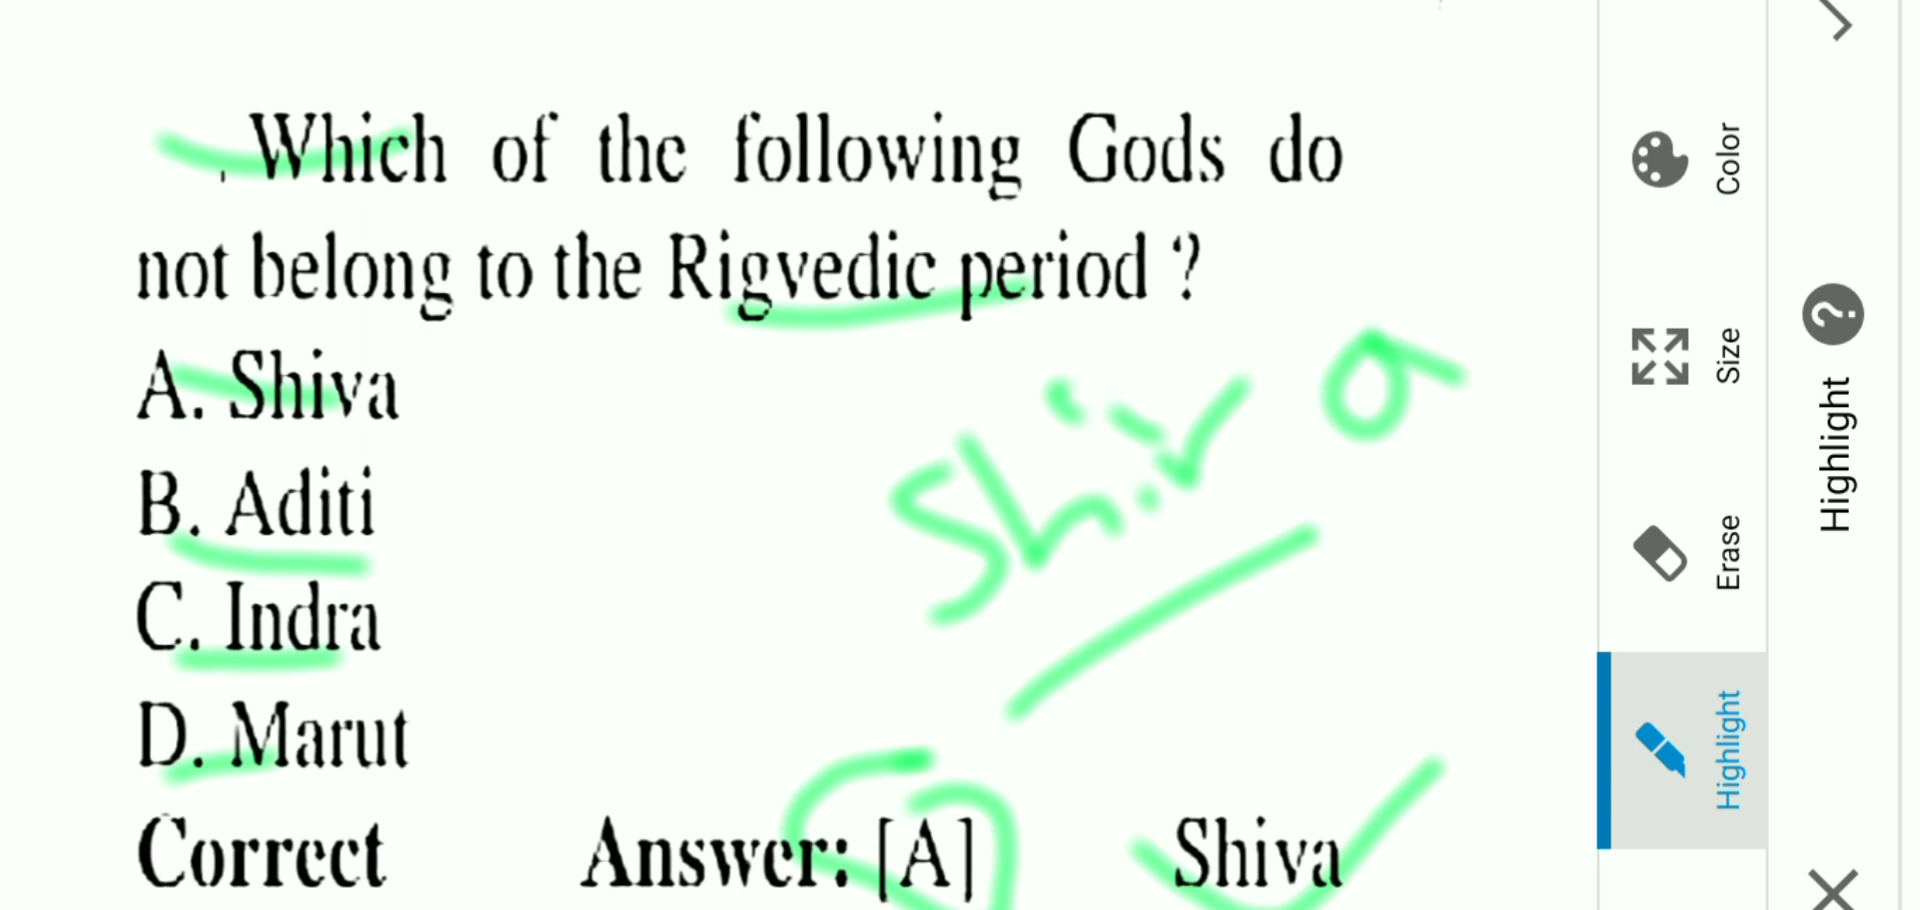 Which of the following Gods do
not belong to the Rigvedic period ?
A. Shiva
B. Aditi
C. Indra
D. Marut
Correct Answer: [A] Shiva
Shiva
Color
Size
Erase
Highlight
Highlight